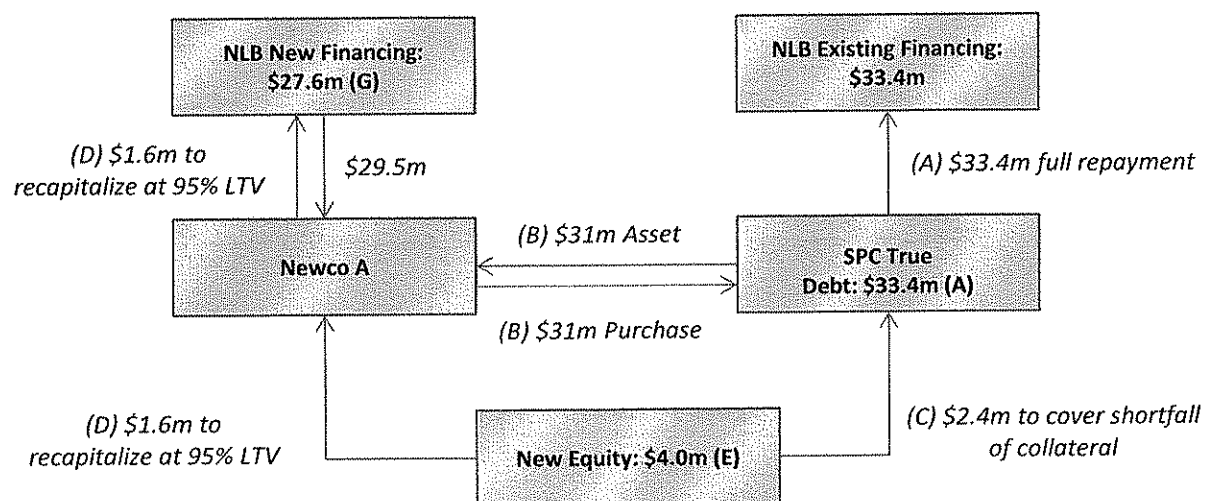 NLB New Financing:
$27.6m (G)
NLB Existing Financing:
$33.4m
(D) $1.6m to
recapitalize at 95% LTV
$29.5m
(A) $33.4m full repayment
Newco A
(B) $31m Asset
(B) $31m Purchase
SPC True
Debt: $33.4m (A)
(D) $1.6m to
recapitalize at 95% LTV
New Equity: $4.0m (E)
(C) $2.4m to cover shortfall
of collateral